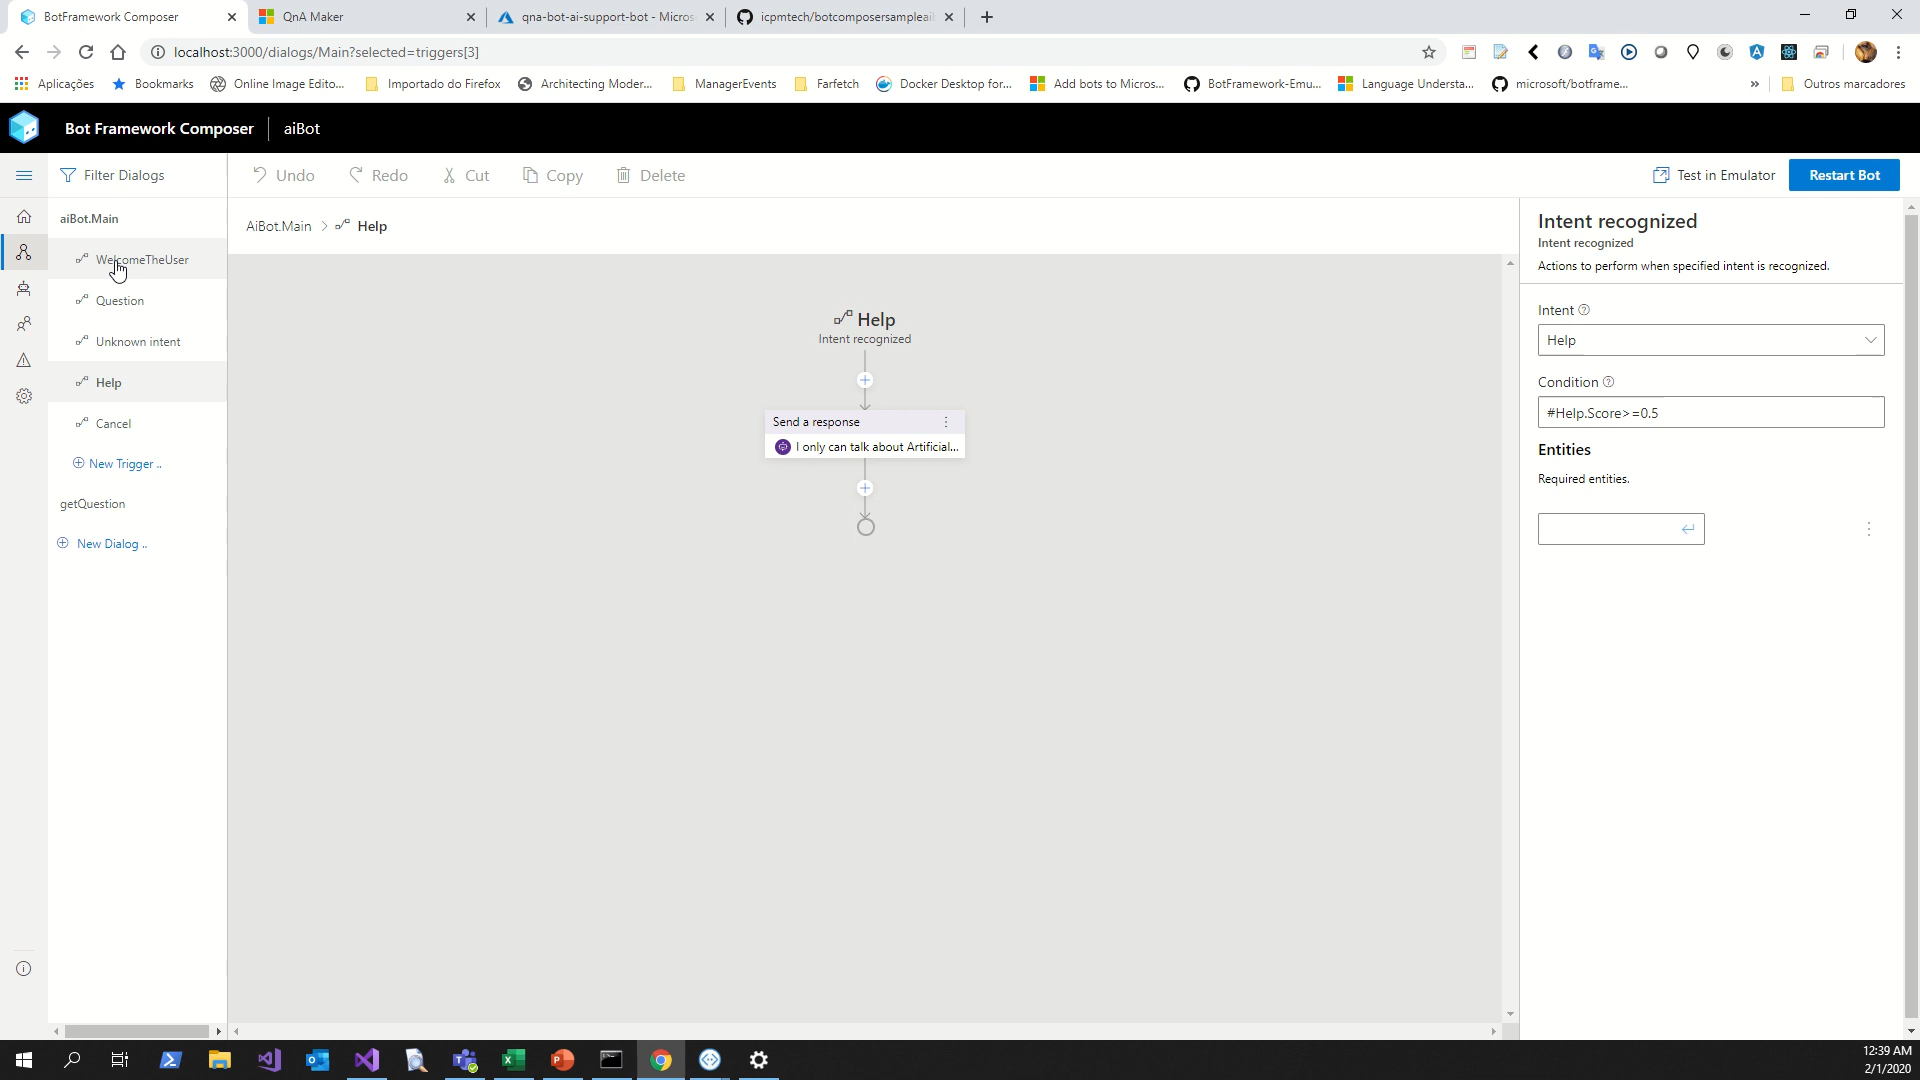 BotFramework Composer
QnA Maker
qna-bot-ai-support-bot - Micros
icpmtech/botcomposersampleai
localhost:3000/dialogs/Main?selected=triggers[3]
Aplicações
Bookmarks
Online Image Edito...
Importado do Firefox
Architecting Moder...
ManagerEvents
Farfetch
Docker Desktop for...
Add bots to Micros...
BotFramework-Emu...
Language Understa...
microsoft/botframe...
»
Outros marcadores
Bot Framework Composer
aiBot
Filter Dialogs
Undo
Redo
Cut
Copy
Delete
Test in Emulator
Restart Bot
aiBot.Main
WelcomeTheUser
Question
Unknown intent
Help
Cancel
New Trigger ..
getQuestion
New Dialog ..
AiBot.Main > Help
Help
Intent recognized
Send a response
I only can talk about Artificial...
Intent recognized
Intent recognized
Actions to perform when specified intent is recognized.
Intent
Help
Condition
#Help.Score>=0.5
Entities
Required entities.
12:39 AM
2/1/2020